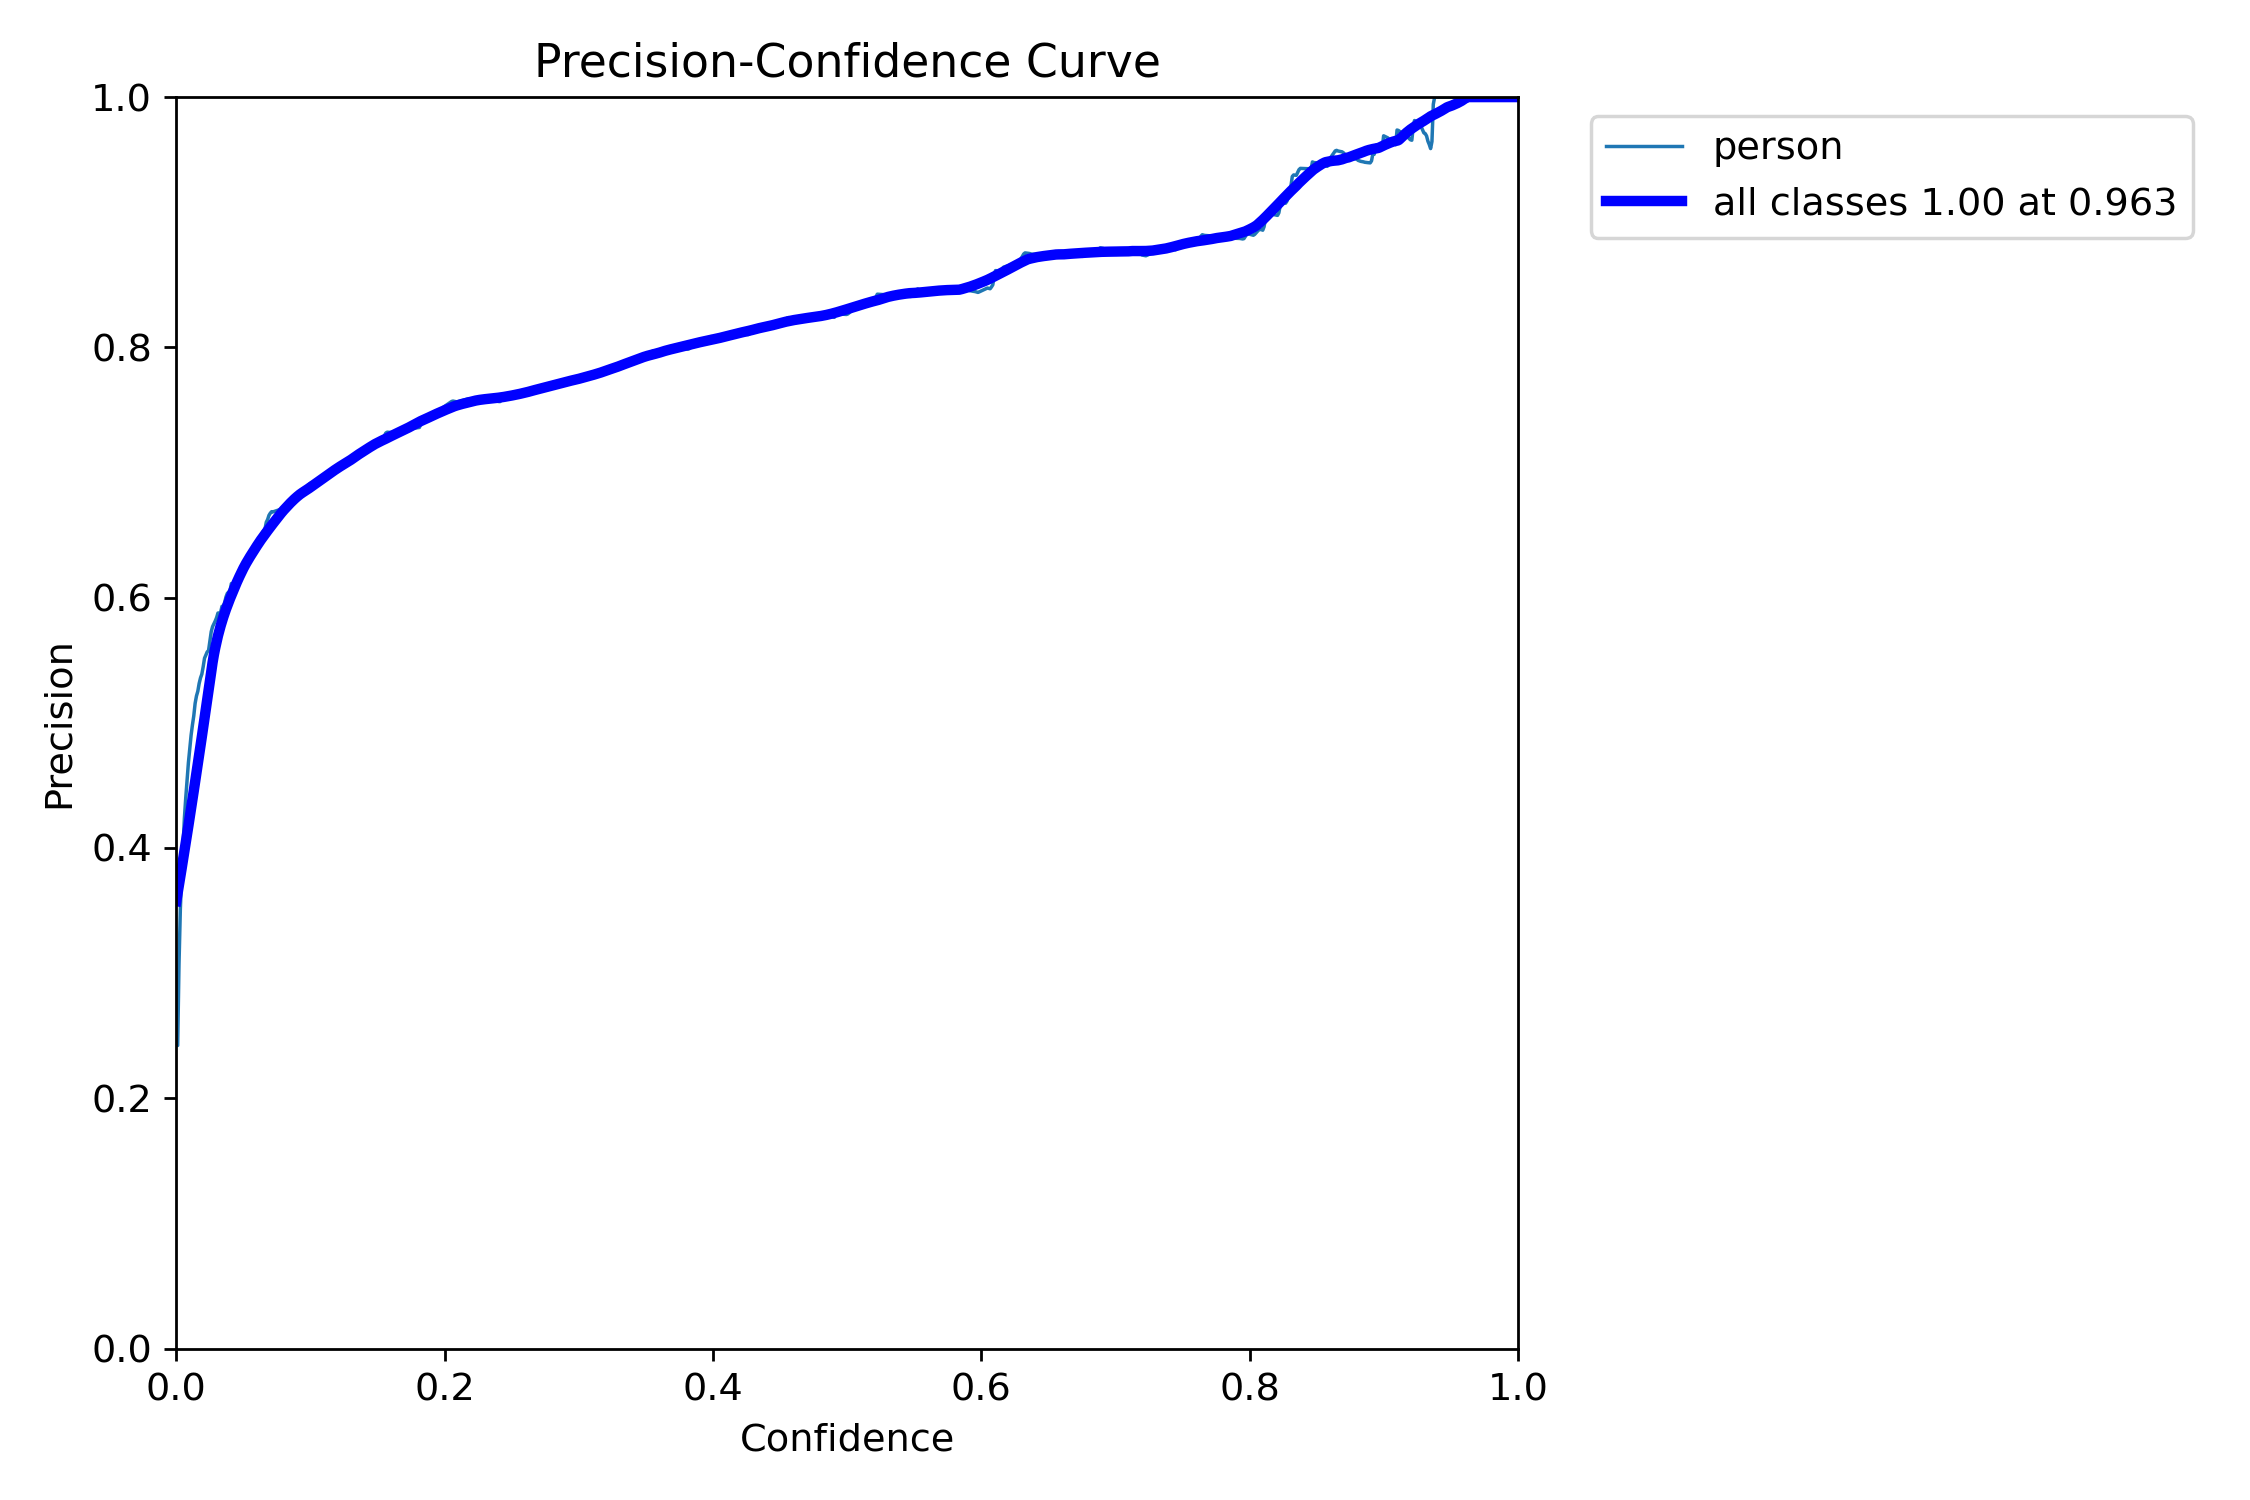 Precision-Confidence Curve
1.0
0.8
0.6
0.4
0.2
0.0
Precision
0.0 0.2 0.4 0.6 0.8 1.0
Confidence
person
all classes 1.00 at 0.963